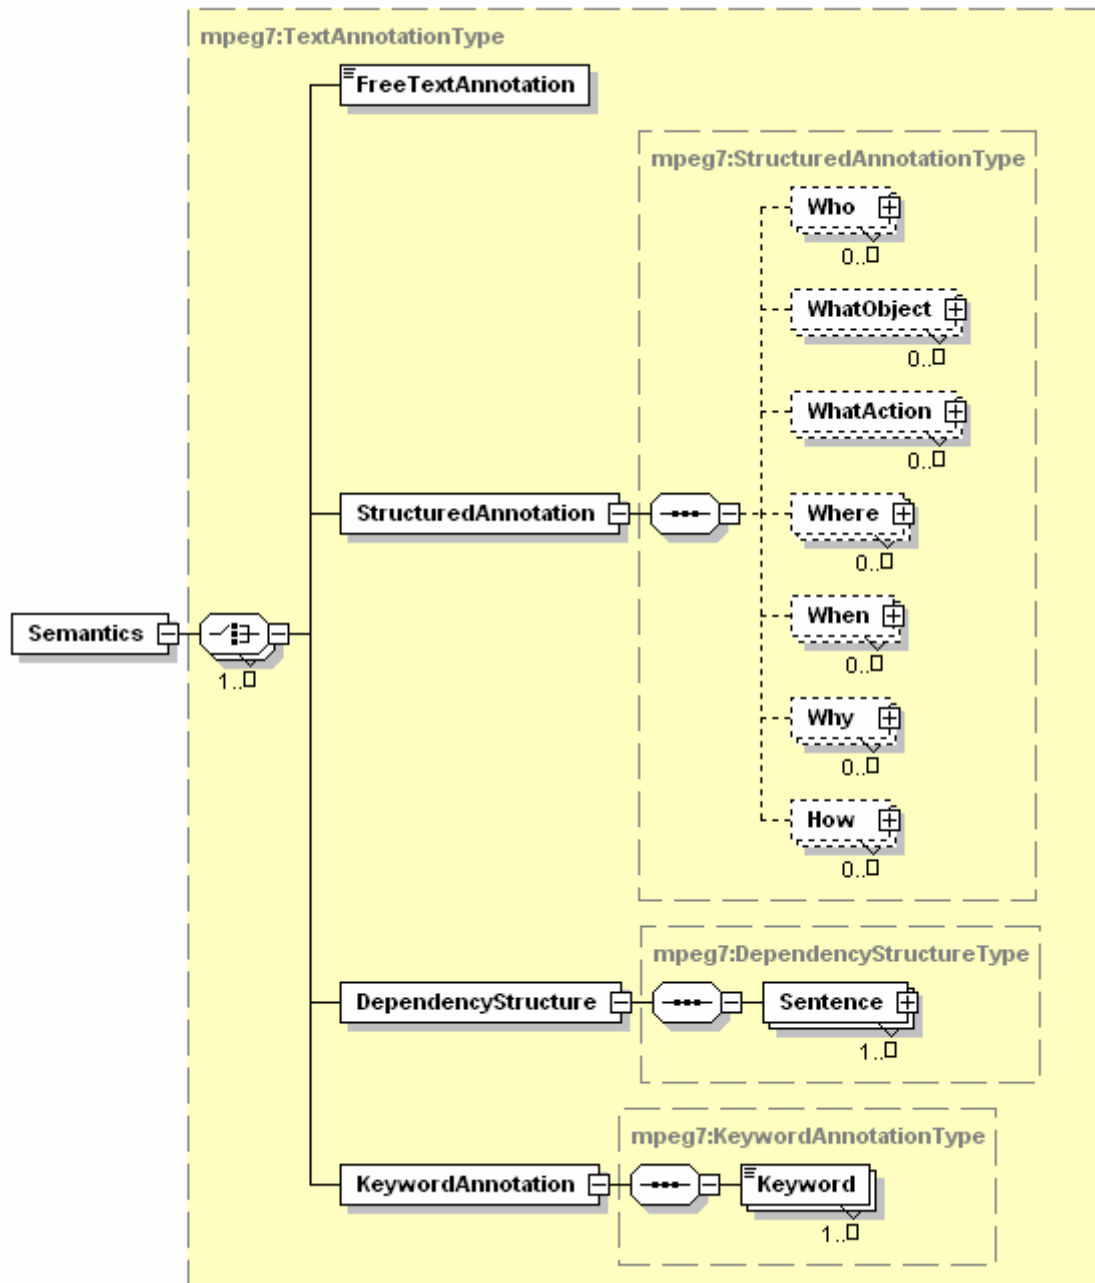 mpeg7:TextAnnotationType
FreeTextAnnotation
mpeg7:StructuredAnnotationType
Who
0..□
WhatObject
0..□
WhatAction
0..□
StructuredAnnotation
Where
0..□
Semantics
1..□
When
0..□
Why
0..□
How
0..□
mpeg7:DependencyStructureType
DependencyStructure
Sentence
1..□
mpeg7:KeywordAnnotationType
KeywordAnnotation
Keyword
1..□